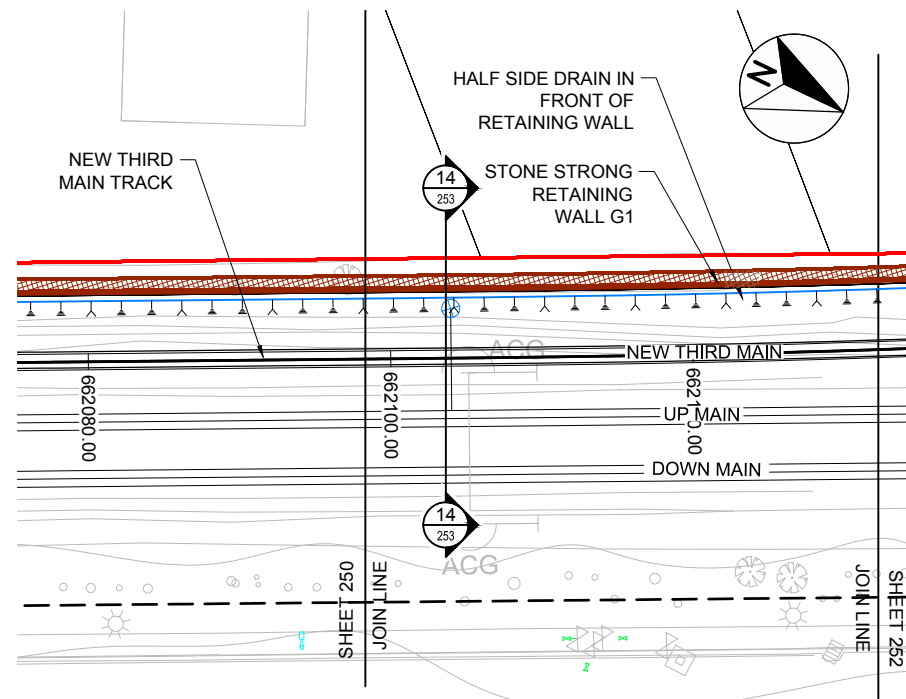 HALF SIDE DRAIN IN
FRONT OF
RETAINING WALL
N
NEW THIRD
MAIN TRACK
14
253
STONE STRONG
RETAINING
WALL G1
ACG
NEW THIRD MAIN
662080.00
662100.00
UP MAIN
DOWN MAIN
14
253
ACG
SHEET 250
JOIN LINE
JOIN LINE
SHEET 252